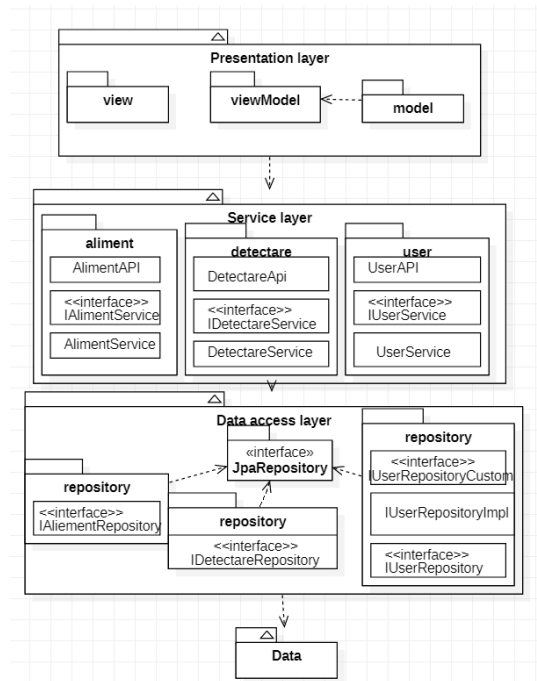 Presentation layer
view
viewModel
model
Service layer
aliment
AlimentAPI
<<interface>>
IAlimentService
AlimentService
detectare
DetectareApi
<<interface>>
IDetectareService
DetectareService
user
UserAPI
<<interface>>
IUserService
UserService
Data access layer
«interface»
JpaRepository
repository
<<interface>>
IAliementRepository
repository
<<interface>>
IDetectareRepository
repository
<<interface>>
IUserRepositoryCustom
IUserRepositoryImpl
<<interface>>
IUserRepository
Data